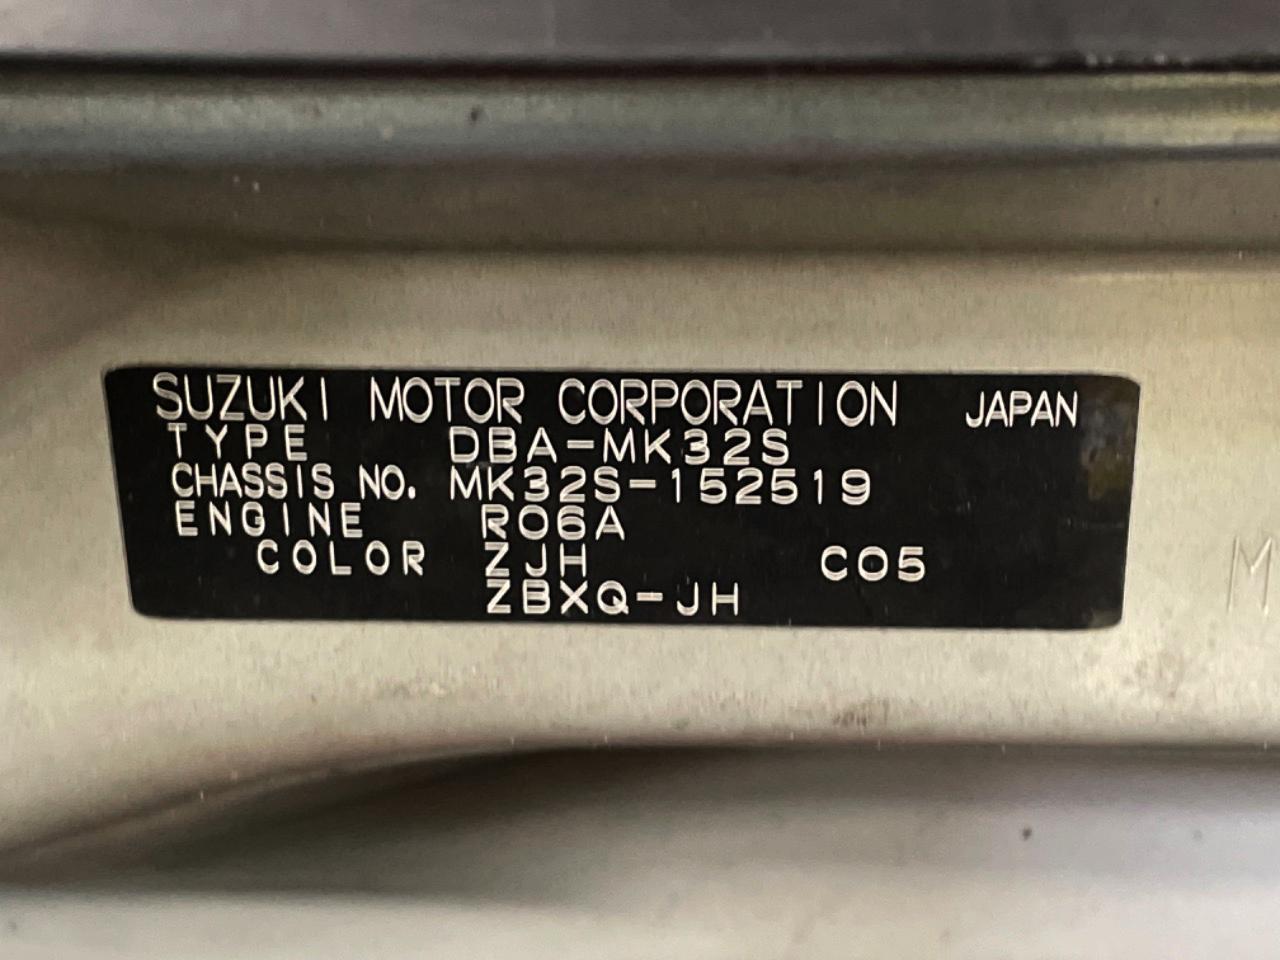 SUZUKI MOTOR CORPORATION JAPAN
TYPE DBA-MK32S
CHASSIS NO. MK32S-152519
ENGINE R06A
COLOR ZJH C05
ZBXQ-JH
M